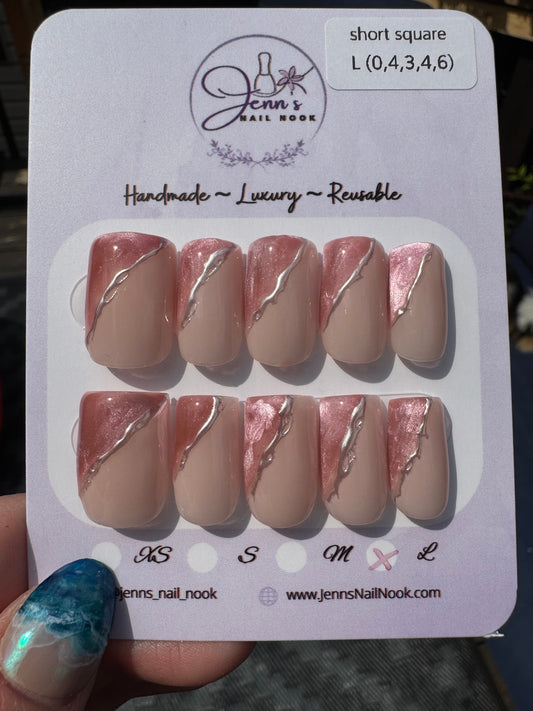 short square
L (0,4,3,4,6)
Jenn's
NAIL NOOK
Handmade ~ Luxury ~ Reusable
XS S M L
@jenns_nail_nook www.JennsNailNook.com